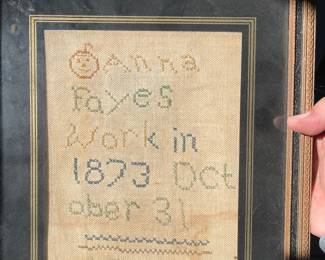 Anna
Fayes
Work in
1873 Oct
ober 31